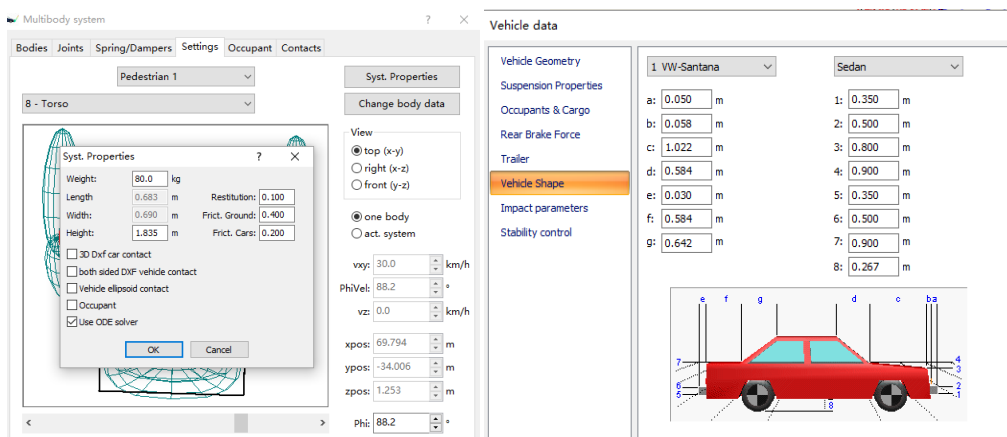 Multibody system ? ×
Bodies Joints Spring/Dampers Settings Occupant Contacts
Pedestrian 1
8 - Torso
Syst. Properties
Change body data
View
top (x-y)
right (x-z)
front (y-z)
one body
act. system
vxy: 30.0 km/h
PhiVel: 88.2 °
vz: 0.0 km/h
xpos: 69.794 m
ypos: -34.006 m
zpos: 1.253 m
Phi: 88.2 °
Syst. Properties ? ×
Weight: 80.0 kg
Length 0.683 m Restitution: 0.100
Width: 0.690 m Frict. Ground: 0.400
Height: 1.835 m Frict. Cars: 0.200
3D Dxf car contact
both sided DXF vehicle contact
Vehicle ellipsoid contact
Occupant
Use ODE solver
OK Cancel
Vehicle data
Vehicle Geometry
Suspension Properties
Occupants & Cargo
Rear Brake Force
Trailer
Vehicle Shape
Impact parameters
Stability control
1 VW-Santana Sedan
a: 0.050 m 1: 0.350 m
b: 0.058 m 2: 0.500 m
c: 1.022 m 3: 0.800 m
d: 0.584 m 4: 0.900 m
e: 0.030 m 5: 0.350 m
f: 0.584 m 6: 0.500 m
g: 0.642 m 7: 0.900 m
8: 0.267 m
e f g d c b a
7 4
3
6 2
5 1
8